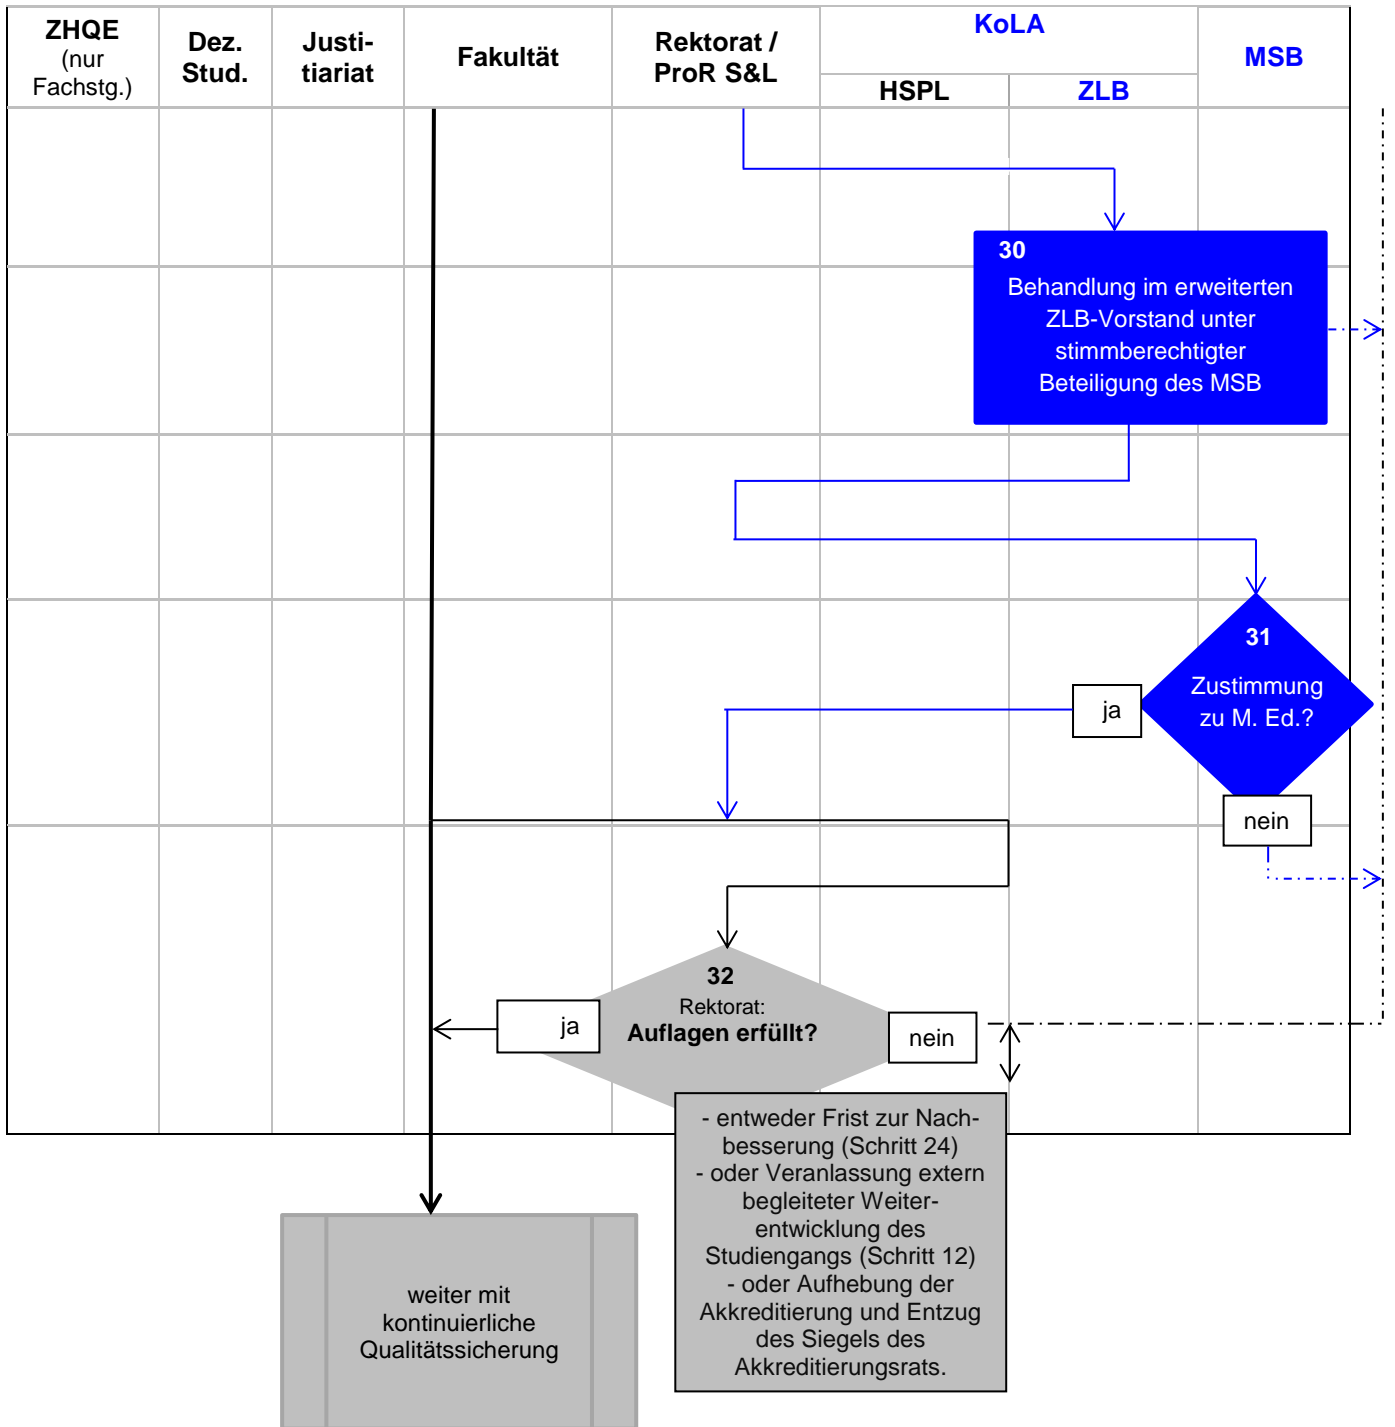 ZHQE
(nur
Fachstg.)
Dez.
Stud.
Justi-
tiariat
Fakultät
Rektorat /
ProR S&L
KoLA
HSPL
ZLB
MSB
30
Behandlung im erweiterten
ZLB-Vorstand unter
stimmberechtigter
Beteiligung des MSB
31
Zustimmung
zu M. Ed.?
ja
nein
32
Rektorat:
Auflagen erfüllt?
ja
nein
- entweder Frist zur Nach-
besserung (Schritt 24)
- oder Veranlassung extern
begleiteter Weiter-
entwicklung des
Studiengangs (Schritt 12)
- oder Aufhebung der
Akkreditierung und Entzug
des Siegels des
Akkreditierungsrats.
weiter mit
kontinuierliche
Qualitätssicherung